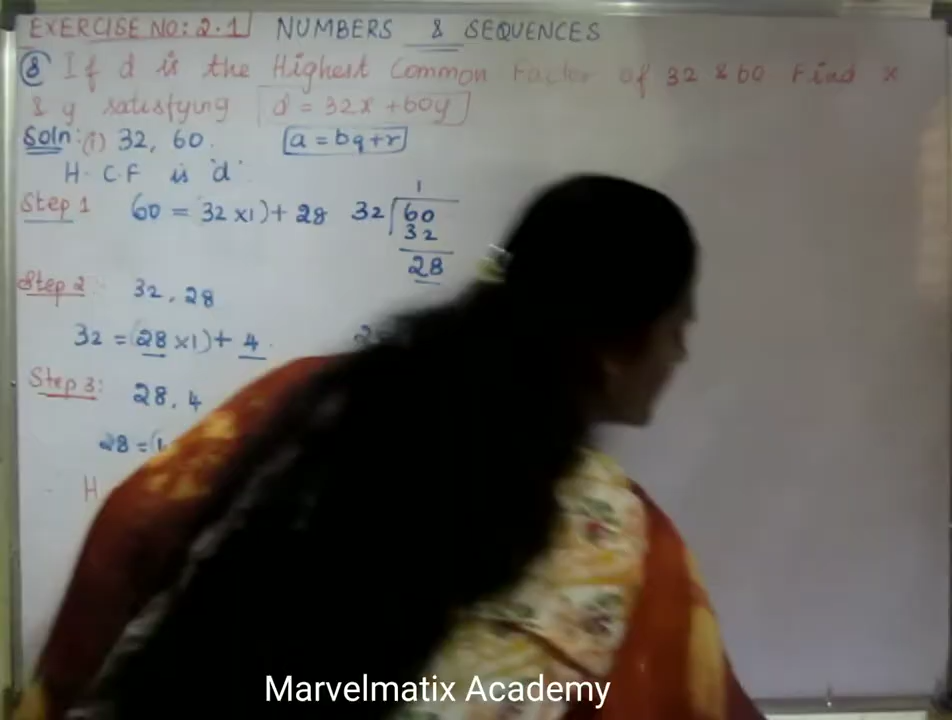 EXERCISE NO: 2.1 NUMBERS & SEQUENCES
8 If d is the Highest Common Factor of 32 & 60 Find x
& y satisfying d = 32x + 60y
Soln: (i) 32, 60. a = bq + r
H.C.F is 'd'
Step 1 60 = 32 × 1) + 28
1
32 60
32
28
Step 2 32, 28
32 = (28 × 1) + 4.
Step 3: 28, 4
28 = (
H
Marvelmatix Academy